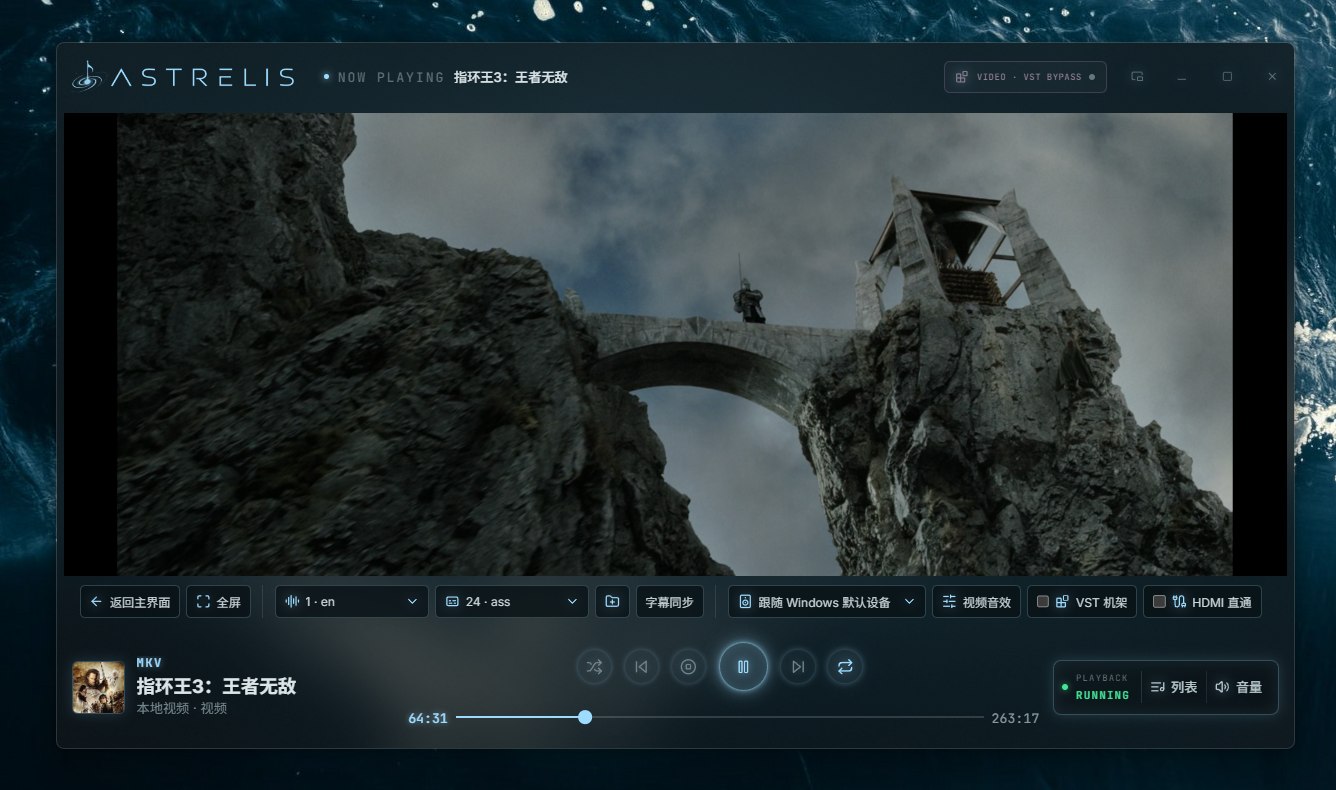 ASTRELIS
NOW PLAYING 指环王3：王者无敌
VIDEO · VST BYPASS
返回主界面
全屏
1 · en
24 · ass
字幕同步
跟随 Windows 默认设备
视频音效
VST 机架
HDMI 直通
MKV
指环王3：王者无敌
本地视频 · 视频
64:31
263:17
PLAYBACK
RUNNING
列表
音量